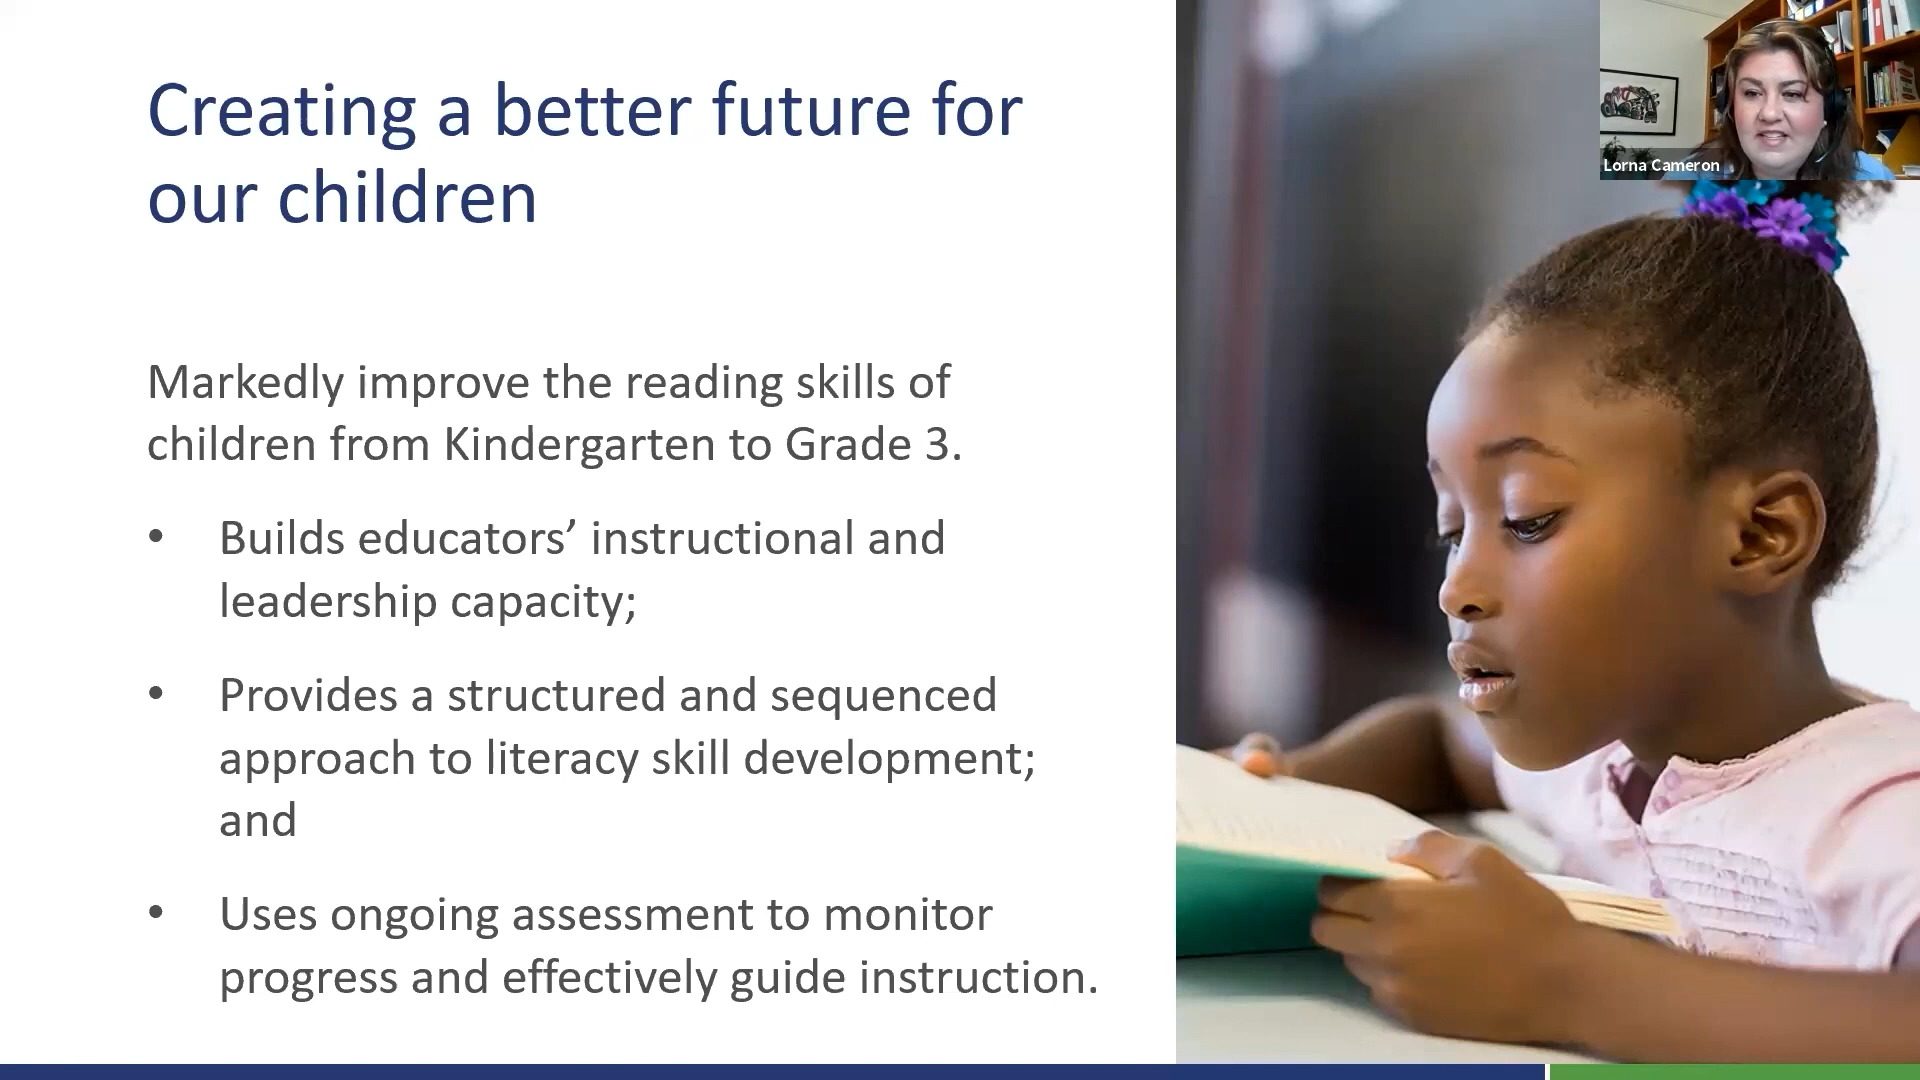 Creating a better future for
our children
Markedly improve the reading skills of
children from Kindergarten to Grade 3.
• Builds educators’ instructional and
leadership capacity;
• Provides a structured and sequenced
approach to literacy skill development;
and
• Uses ongoing assessment to monitor
progress and effectively guide instruction.
Lorna Cameron